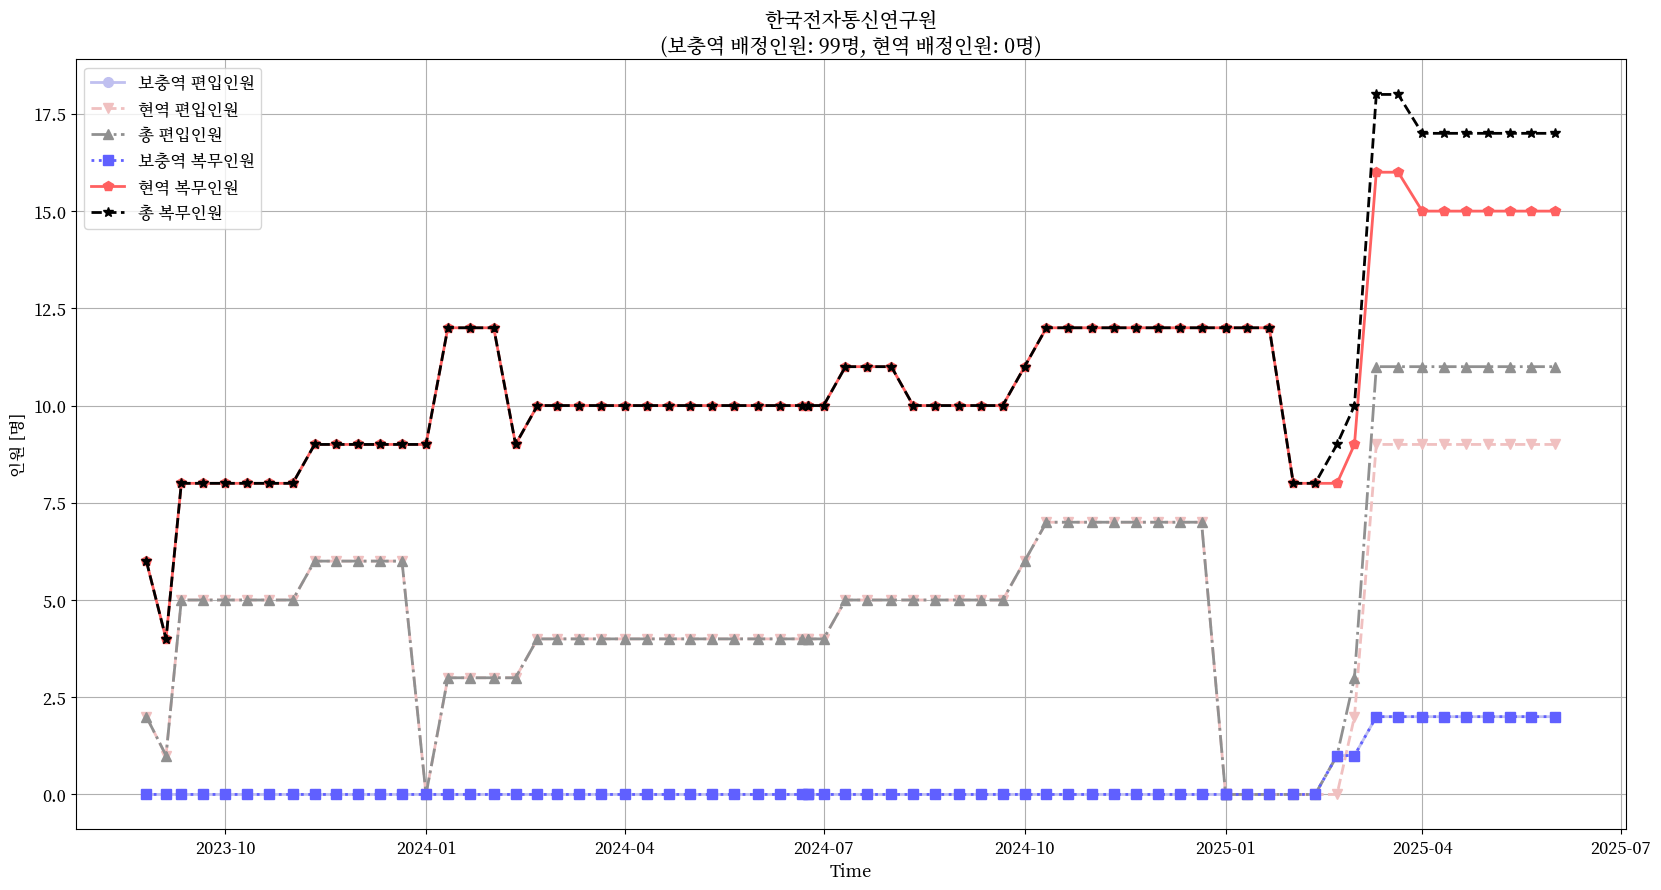 한국전자통신연구원
(보충역 배정인원: 99명, 현역 배정인원: 0명)
보충역 편입인원
현역 편입인원
총 편입인원
보충역 복무인원
현역 복무인원
총 복무인원
인원 [명]
17.5
15.0
12.5
10.0
7.5
5.0
2.5
0.0
2023-10
2024-01
2024-04
2024-07
2024-10
2025-01
2025-04
2025-07
Time